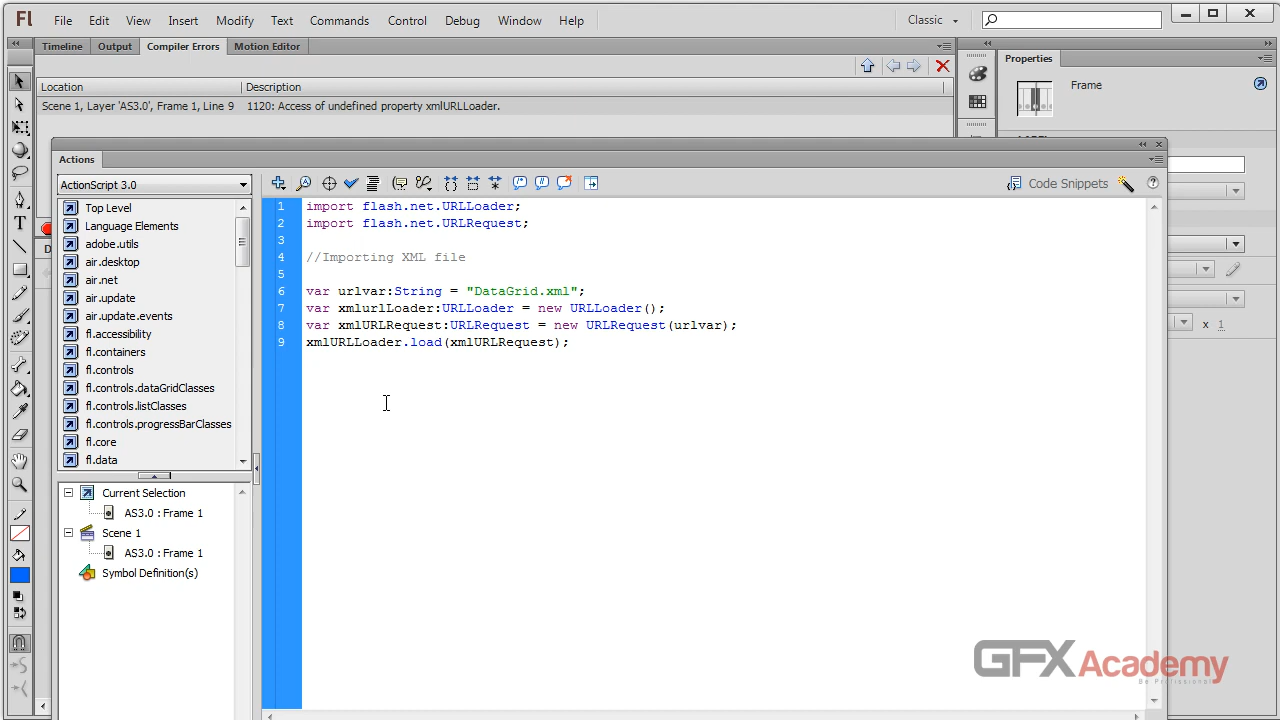 Fl File Edit View Insert Modify Text Commands Control Debug Window Help Classic
Timeline Output Compiler Errors Motion Editor
Properties
Location Description
Scene 1, Layer 'AS3.0', Frame 1, Line 9 1120: Access of undefined property xmlURLLoader.
Frame
Actions
ActionScript 3.0
Code Snippets
Top Level
Language Elements
adobe.utils
air.desktop
air.net
air.update
air.update.events
fl.accessibility
fl.containers
fl.controls
fl.controls.dataGridClasses
fl.controls.listClasses
fl.controls.progressBarClasses
fl.core
fl.data
Current Selection
AS3.0 : Frame 1
Scene 1
AS3.0 : Frame 1
Symbol Definition(s)
1 import flash.net.URLLoader;
2 import flash.net.URLRequest;
3
4 //Importing XML file
5
6 var urlvar:String = "DataGrid.xml";
7 var xmlurlLoader:URLLoader = new URLLoader();
8 var xmlURLRequest:URLRequest = new URLRequest(urlvar);
9 xmlURLLoader.load(xmlURLRequest);
x 1
GFXAcademy
Be Professional